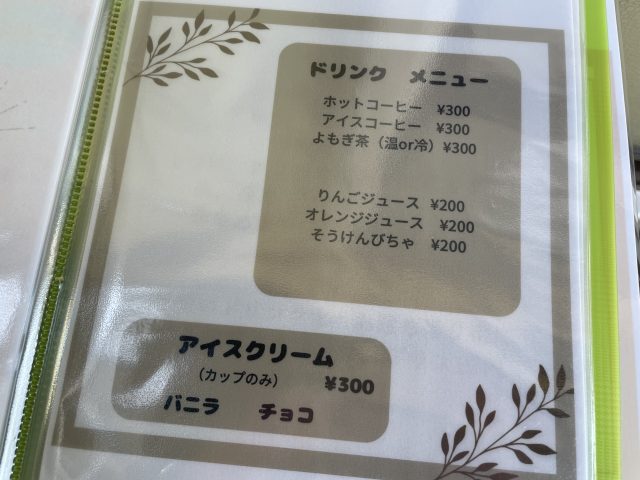 ドリンク メニュー
ホットコーヒー ¥300
アイスコーヒー ¥300
よもぎ茶（温or冷）¥300
りんごジュース ¥200
オレンジジュース ¥200
そうけんびちゃ ¥200
アイスクリーム
（カップのみ） ¥300
バニラ チョコ